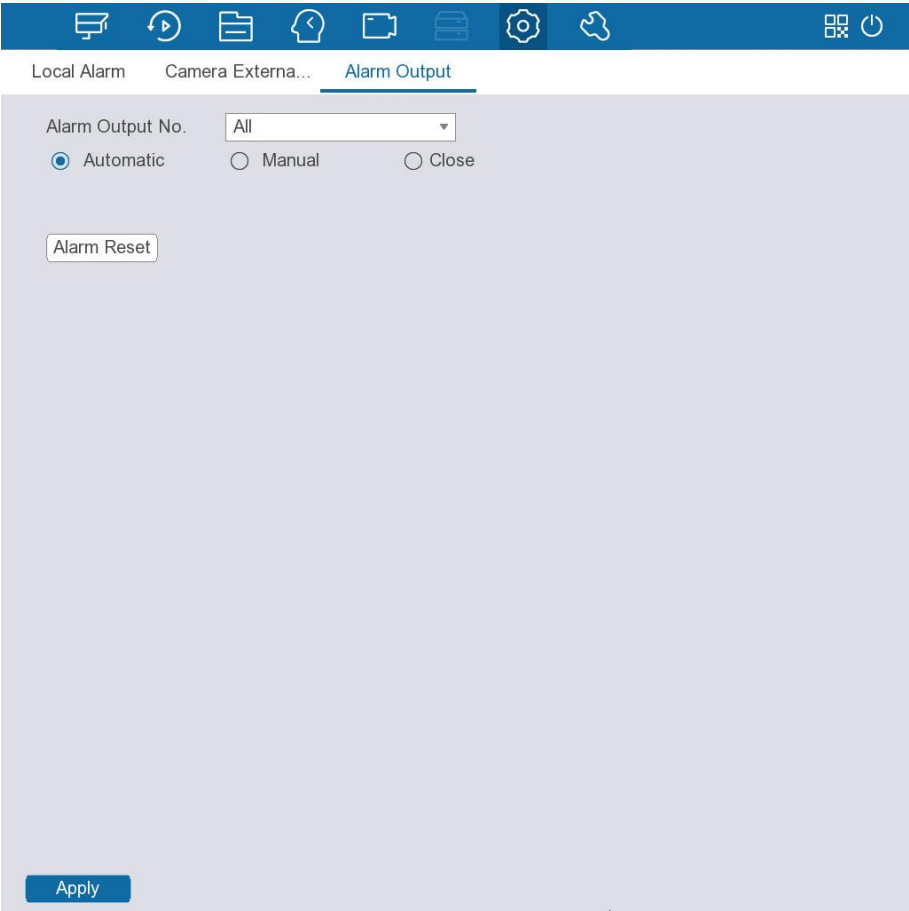 Local Alarm Camera Externa... Alarm Output
Alarm Output No. All
Automatic Manual Close
Alarm Reset
Apply